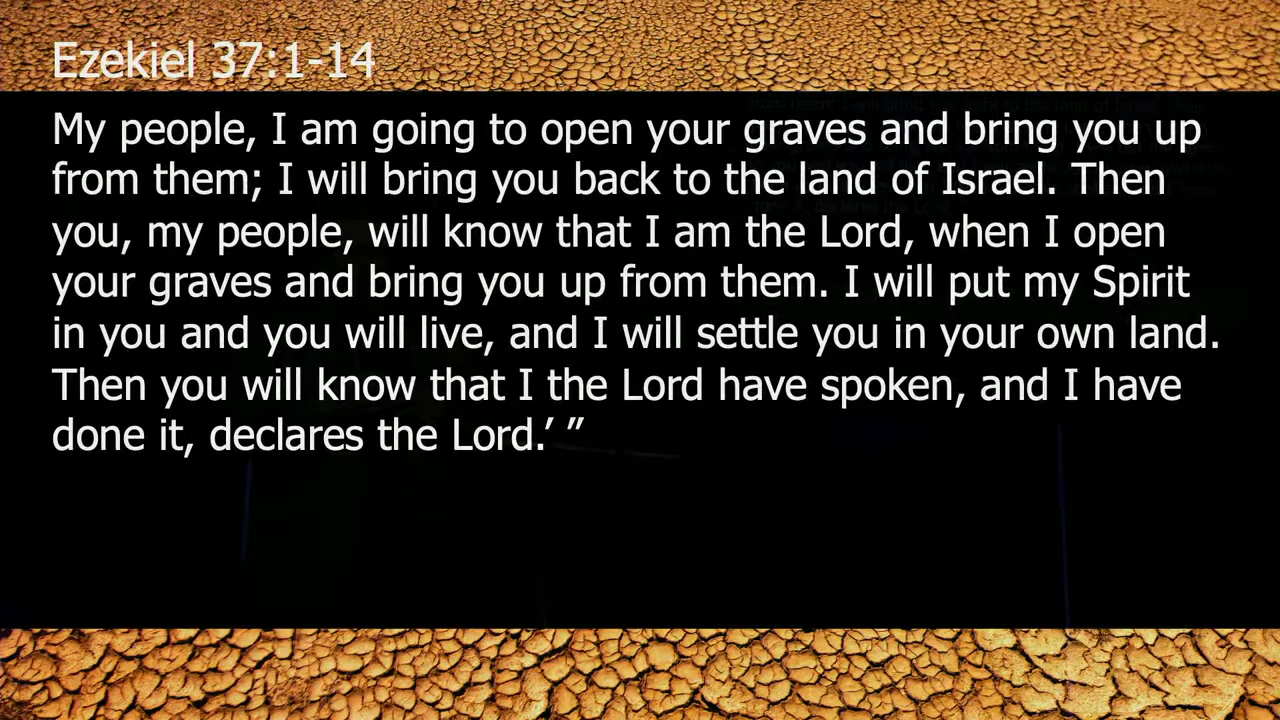 Ezekiel 37:1-14
My people, I am going to open your graves and bring you up
from them; I will bring you back to the land of Israel. Then
you, my people, will know that I am the Lord, when I open
your graves and bring you up from them. I will put my Spirit
in you and you will live, and I will settle you in your own land.
Then you will know that I the Lord have spoken, and I have
done it, declares the Lord.’ ”